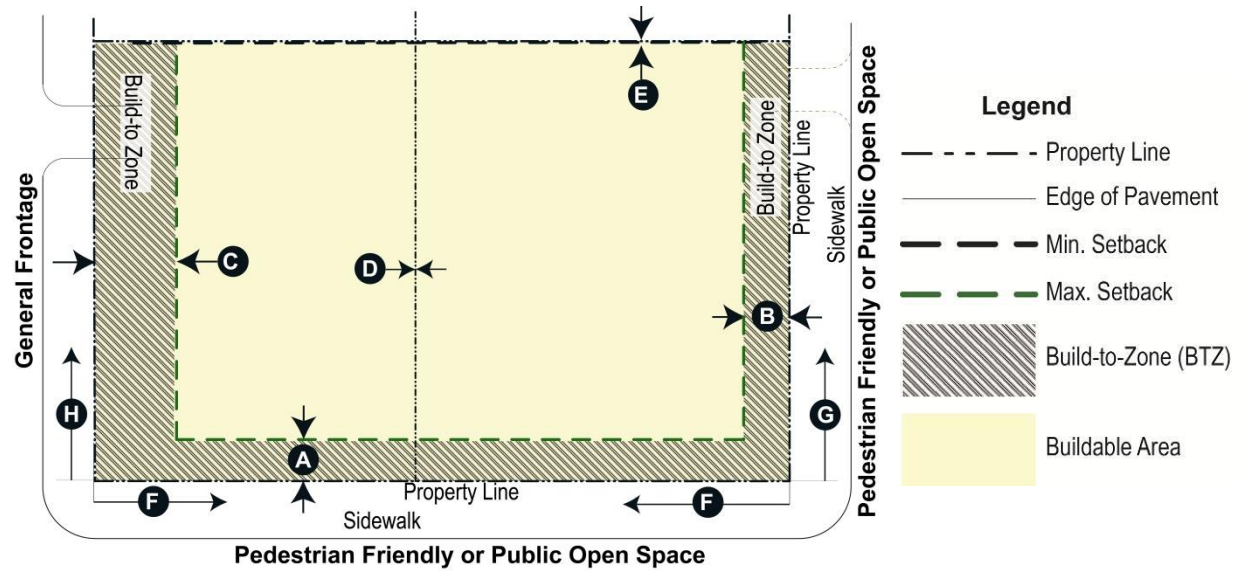 General Frontage
Build-to Zone
E
Build-to Zone
Property Line
Sidewalk
Pedestrian Friendly or Public Open Space
C
D
B
H
A
G
F
Property Line
F
Sidewalk
Pedestrian Friendly or Public Open Space
Legend
Property Line
Edge of Pavement
Min. Setback
Max. Setback
Build-to-Zone (BTZ)
Buildable Area